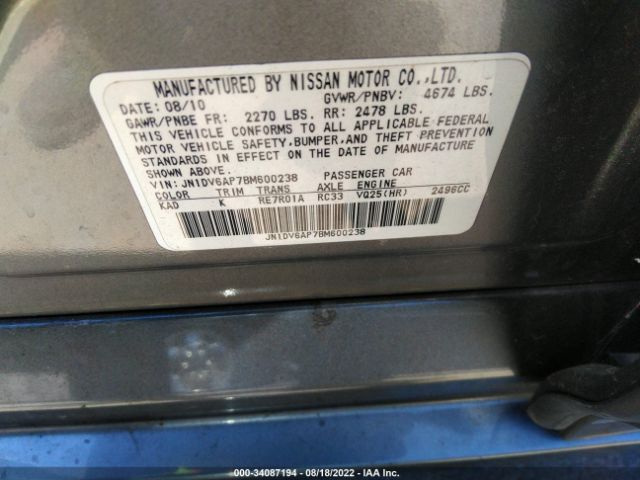 MANUFACTURED BY NISSAN MOTOR CO.,LTD.
DATE: 08/10 GVWR/PNBV: 4674 LBS.
GAWR/PNBE FR: 2270 LBS. RR: 2478 LBS.
THIS VEHICLE CONFORMS TO ALL APPLICABLE FEDERAL
MOTOR VEHICLE SAFETY,BUMPER,AND THEFT PREVENTION
STANDARDS IN EFFECT ON THE DATE OF MANUFACTURE
SHOWN ABOVE.
VIN: JN1DV6AP7BM600238 PASSENGER CAR
COLOR TRIM TRANS AXLE ENGINE
KAD K RE7R01A RC33 VQ25(HR) 2496CC
JN1DV6AP7BM600238
000-34087194 - 08/18/2022 - IAA Inc.